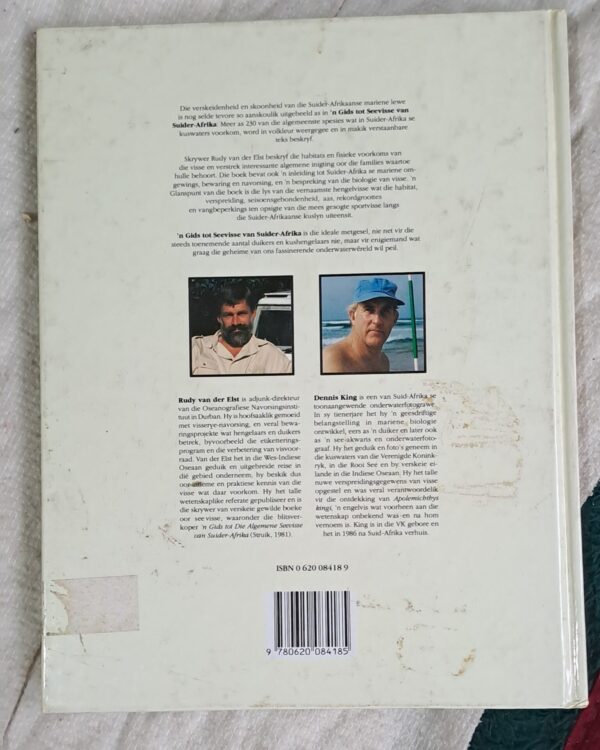 Die verskeidenheid en skoonheid van die Suider-Afrikaanse mariene lewe
is nog selde tevore so aanskoulik uitgebeeld as in 'n Gids tot Seevisse van
Suider-Afrika. Meer as 250 van die algemeenste spesies wat in Suider-Afrika se
kuswaters voorkom, word in volkleur weergegee en in maklik verstaanbare
teks beskryf.
Skrywer Rudy van der Elst beskryf die habitats en fisieke voorkoms van
die visse en verstrek interessante algemene inligting oor die families waartoe
hulle behoort. Die boek bevat ook 'n inleiding tot Suider-Afrika se mariene om-
gewings, bewaring en navorsing, en 'n bespreking van die biologie van visse. 'n
Glanspunt van die boek is die lys van die vernaamste hengelvisse wat die habitat,
verspreiding, seisoensgebondenheid, aas, rekordgroottes
en vangbeperkings ten opsigte van die mees gesogte sportvisse langs
die Suider-Afrikaanse kuslyn uiteensit.
'n Gids tot Seevisse van Suider-Afrika is die ideale metgesel, nie net vir die
steeds toenemende aantal duikers en kushengelaars nie, maar vir enigiemand wat
graag die geheime van ons fassinerende onderwaterwêreld wil peil.
Rudy van der Elst is adjunk-direkteur
van die Oseanografiese Navorsingsinsti-
tuut in Durban. Hy is hoofsaaklik gemoeid
met visserye-navorsing, en veral bewa-
ringsprojekte wat hengelaars en duikers
betrek, byvoorbeeld die etiketterings-
program en die verbetering van visvoor-
raad. Van der Elst het in die Wes-Indiese
Oseaan geduik en uitgebreide reise in
dié gebied onderneem, hy beskik dus
oor intieme en praktiese kennis van die
visse wat daar voorkom. Hy het talle
wetenskaplike referate gepubliseer en is
die skrywer van verskeie gewilde boeke
oor seevisse, waaronder die blitsver-
koper 'n Gids tot Die Algemene Seevisse
van Suider-Afrika (Struik, 1981).
Dennis King is een van Suid-Afrika se
toonaangewende onderwaterfotograwe.
In sy tienerjare het hy 'n geesdriftige
belangstelling in mariene biologie
ontwikkel, eers as 'n duiker en later ook
as 'n see-akwaris en onderwaterfoto-
graaf. Hy het geduik en foto's geneem in
die kuswaters van die Verenigde Konink-
ryk, in die Rooi See en by verskeie ei-
lande in die Indiese Oseaan. Hy het talle
nuwe verspreidingsgegewens van visse
opgestel en was veral verantwoordelik
vir die ontdekking van Apolemichthys
kingi, 'n engelvis wat voorheen aan die
wetenskap onbekend was en na hom
vernoem is. King is in die VK gebore en
het in 1986 na Suid-Afrika verhuis.
ISBN 0 620 08418 9
9 780620 084185